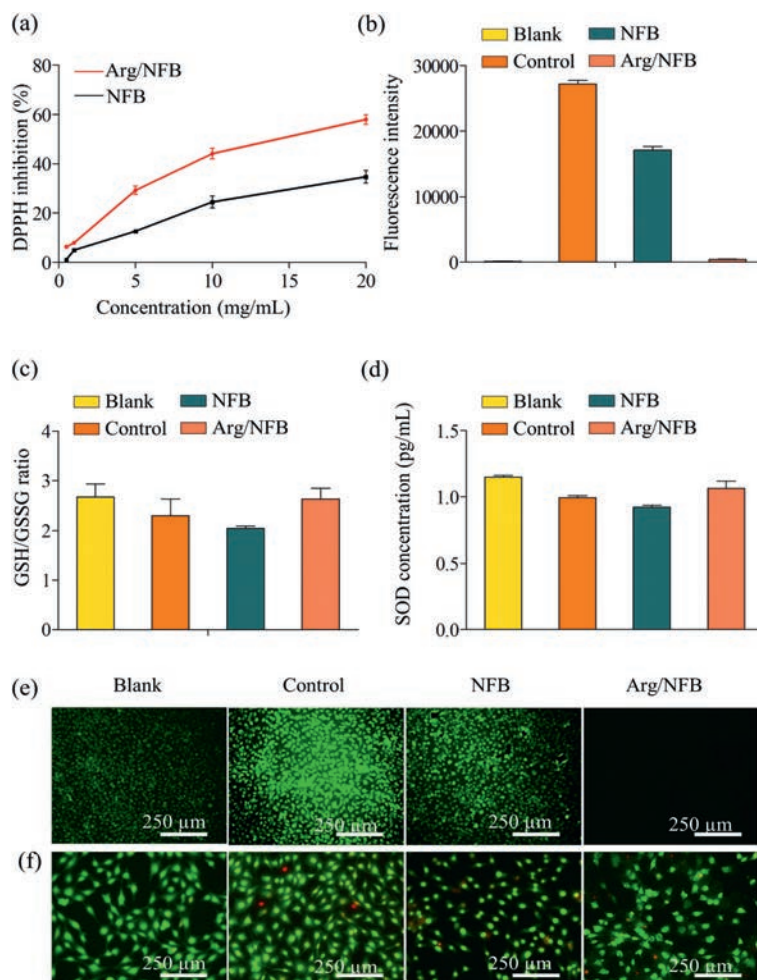 (a)
Arg/NFB
NFB
DPPH inhibition (%)
80
60
40
20
0
0
5
10
15
20
Concentration (mg/mL)
(b)
Blank
NFB
Control
Arg/NFB
Fluorescence intensity
30000
20000
10000
0
(c)
Blank
NFB
Control
Arg/NFB
GSH/GSSG ratio
4
3
2
1
0
(d)
Blank
NFB
Control
Arg/NFB
SOD concentration (pg/mL)
1.5
1.0
0.5
0.0
(e)
Blank
Control
NFB
Arg/NFB
250 µm
250 µm
250 µm
250 µm
(f)
250 µm
250 µm
250 µm
250 µm